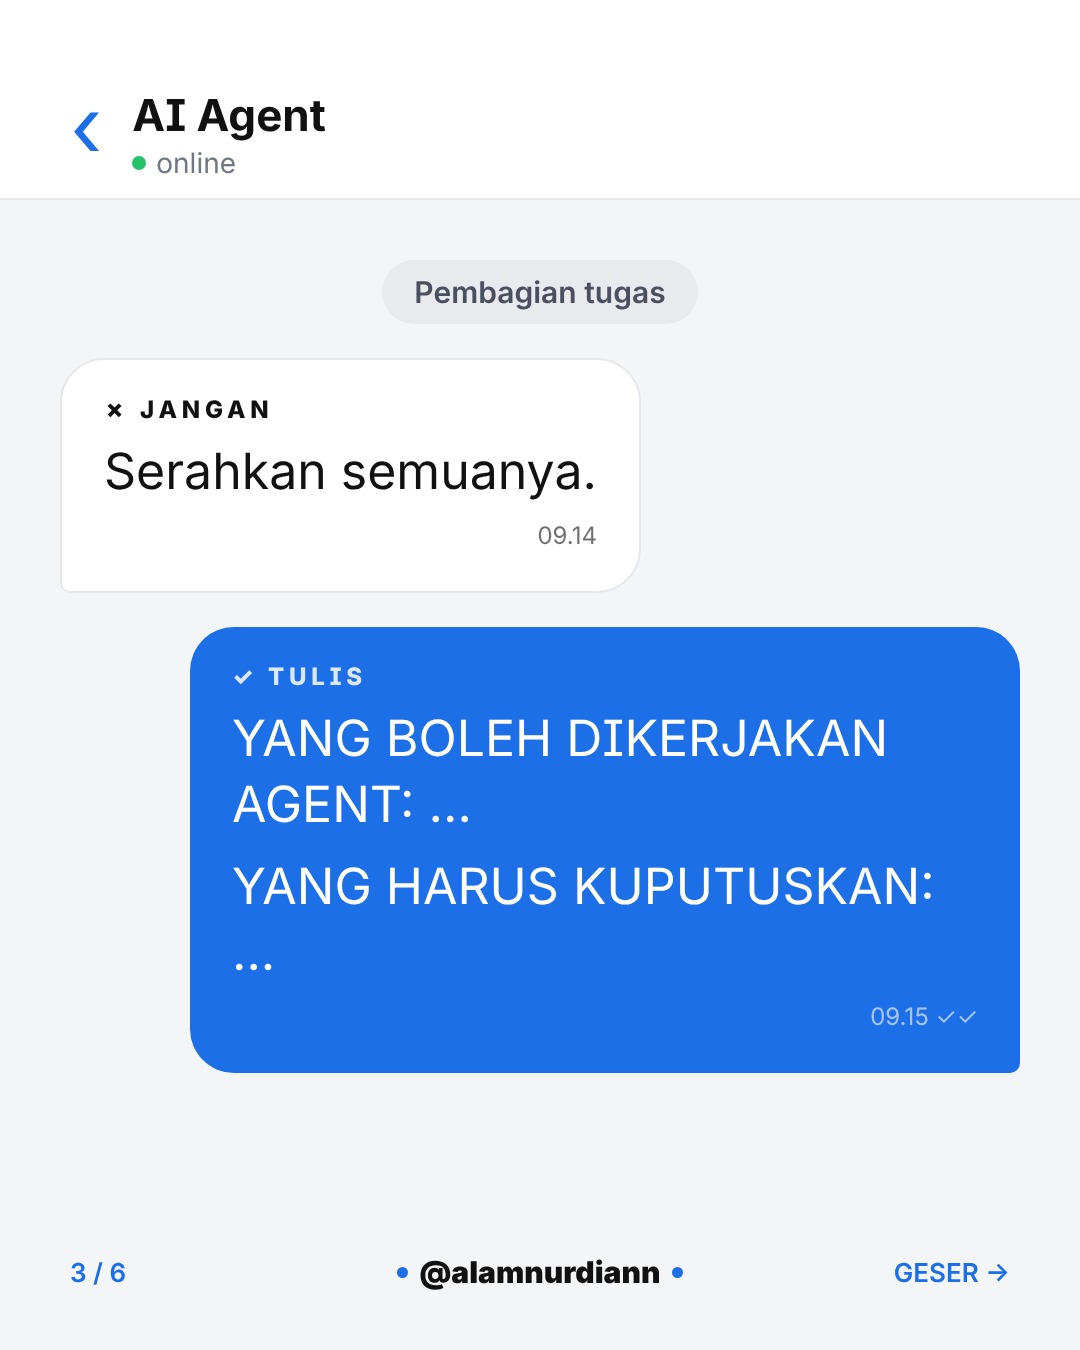 AI Agent
online
Pembagian tugas
× JANGAN
Serahkan semuanya.
09.14
✓ TULIS
YANG BOLEH DIKERJAKAN
AGENT: ...
YANG HARUS KUPUTUSKAN:
...
09.15 ✓✓
3 / 6
• @alamnurdiann •
GESER →